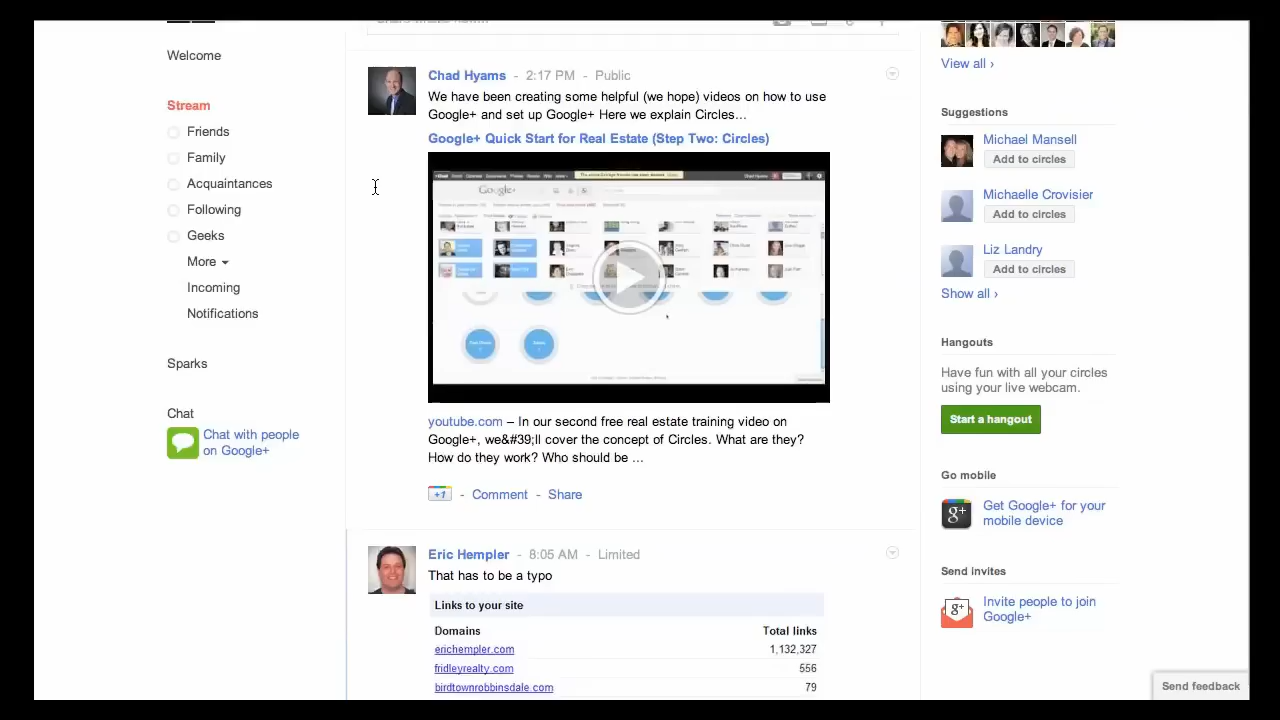 Welcome
Stream
Friends
Family
Acquaintances
Following
Geeks
More
Incoming
Notifications
Sparks
Chat
Chat with people
on Google+
Chad Hyams - 2:17 PM - Public
We have been creating some helpful (we hope) videos on how to use
Google+ and set up Google+ Here we explain Circles...
Google+ Quick Start for Real Estate (Step Two: Circles)
Google+
youtube.com – In our second free real estate training video on
Google+, we&#39;ll cover the concept of Circles. What are they?
How do they work? Who should be ...
+1 - Comment - Share
Eric Hempler - 8:05 AM - Limited
That has to be a typo
Links to your site
Domains Total links
erichempler.com 1,132,327
fridleyrealty.com 556
birdtownrobbinsdale.com 79
View all ›
Suggestions
Michael Mansell
Add to circles
Michaelle Crovisier
Add to circles
Liz Landry
Add to circles
Show all ›
Hangouts
Have fun with all your circles
using your live webcam.
Start a hangout
Go mobile
g+
Get Google+ for your
mobile device
Send invites
g+
Invite people to join
Google+
Send feedback